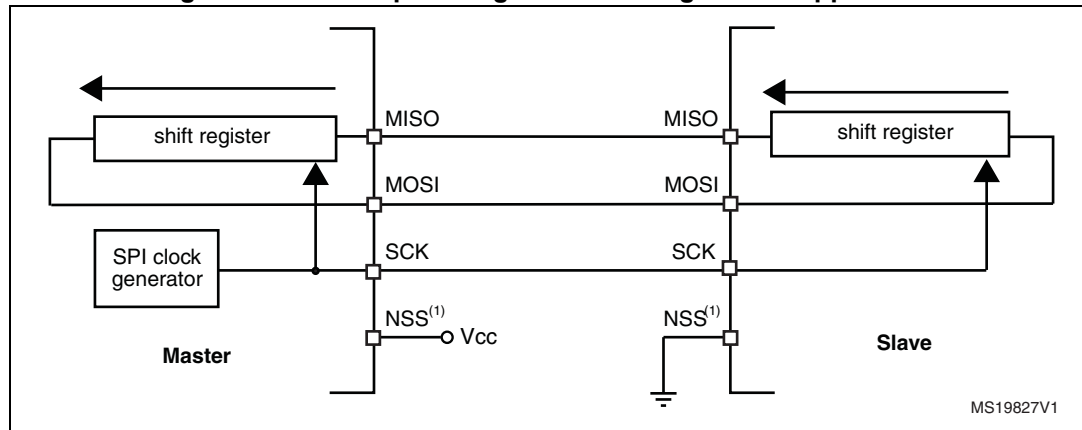 shift register
MISO
MISO
shift register
MOSI
MOSI
SPI clock
generator
SCK
SCK
NSS(1)
Vcc
NSS(1)
Master
Slave
MS19827V1